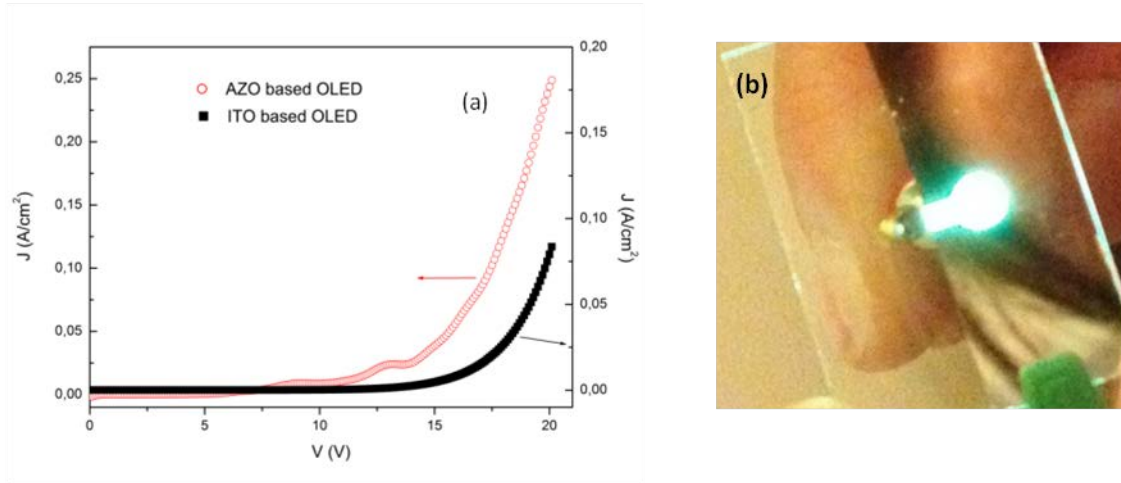 0,25
0,20
0,15
0,10
0,05
0,00
J (A/cm²)
AZO based OLED
ITO based OLED
(a)
0,20
0,15
0,10
0,05
0,00
J (A/cm²)
0 5 10 15 20
V (V)
(b)